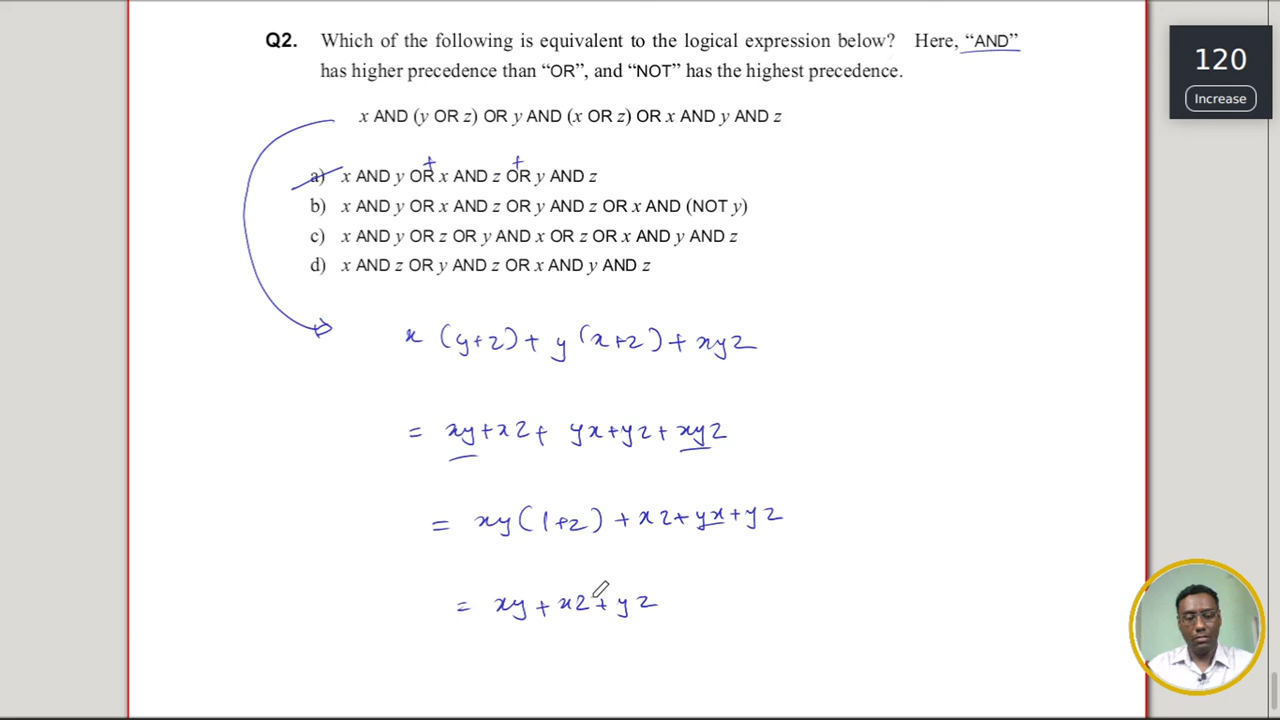 Q2. Which of the following is equivalent to the logical expression below? Here, “AND”
has higher precedence than “OR”, and “NOT” has the highest precedence.
x AND (y OR z) OR y AND (x OR z) OR x AND y AND z
+ +
a) x AND y OR x AND z OR y AND z
b) x AND y OR x AND z OR y AND z OR x AND (NOT y)
c) x AND y OR z OR y AND x OR z OR x AND y AND z
d) x AND z OR y AND z OR x AND y AND z
x (y+z) + y (x+z) + xyz
= xy + xz + yx + yz + xyz
= xy (1+z) + xz + yx + yz
= xy + xz + yz
120
Increase